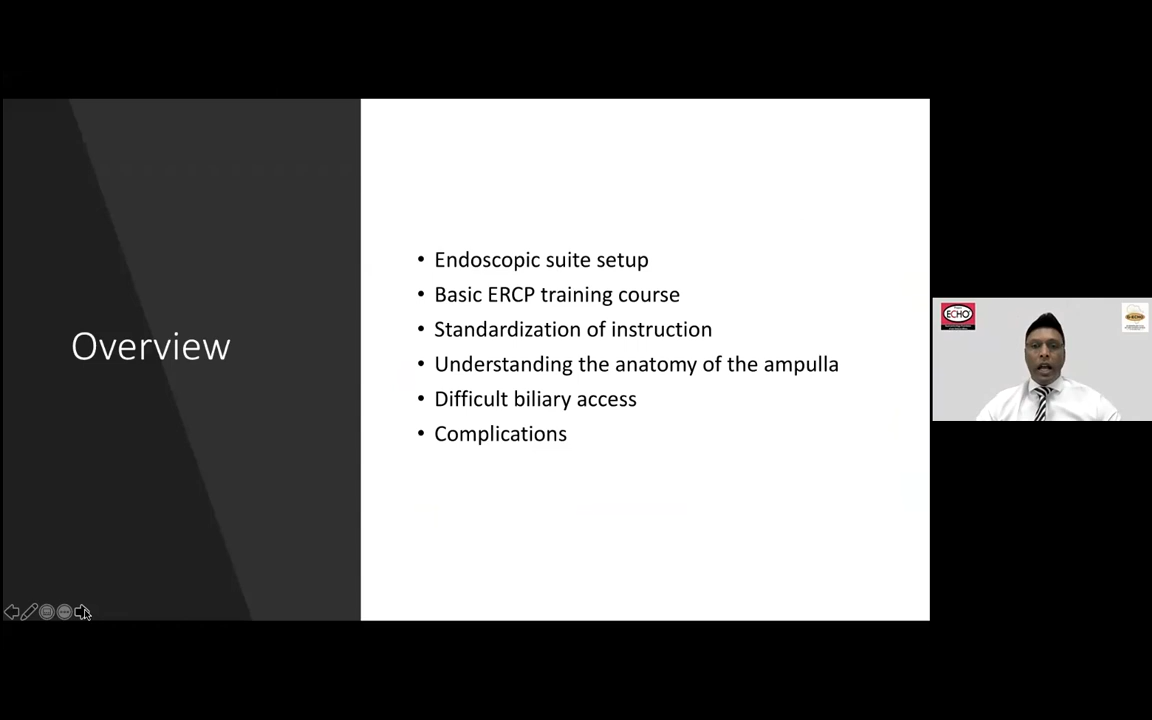 Overview
• Endoscopic suite setup
• Basic ERCP training course
• Standardization of instruction
• Understanding the anatomy of the ampulla
• Difficult biliary access
• Complications
ECHO